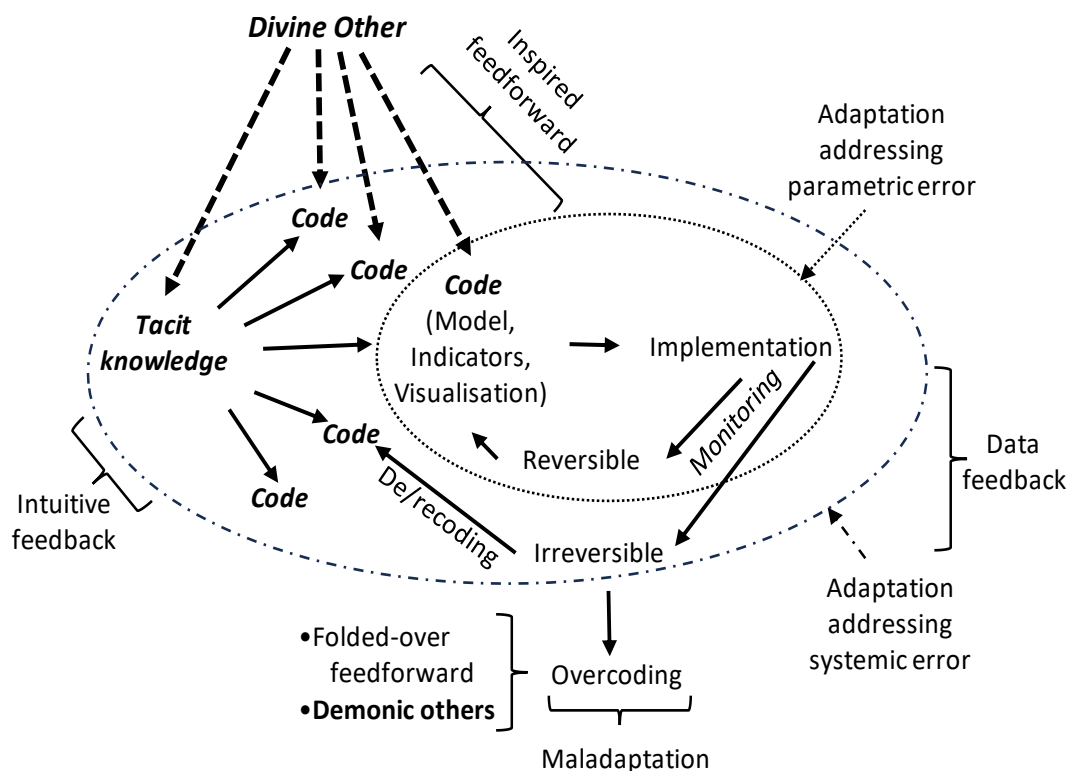 Divine Other
Inspired
feedforward
Adaptation
addressing
parametric error
Code
Code
Code
(Model,
Indicators,
Visualisation)
Tacit
knowledge
Implementation
Monitoring
Reversible
Code
Code
De/recoding
Irreversible
Intuitive
feedback
Data
feedback
Adaptation
addressing
systemic error
•Folded-over
feedforward
•Demonic others
Overcoding
Maladaptation